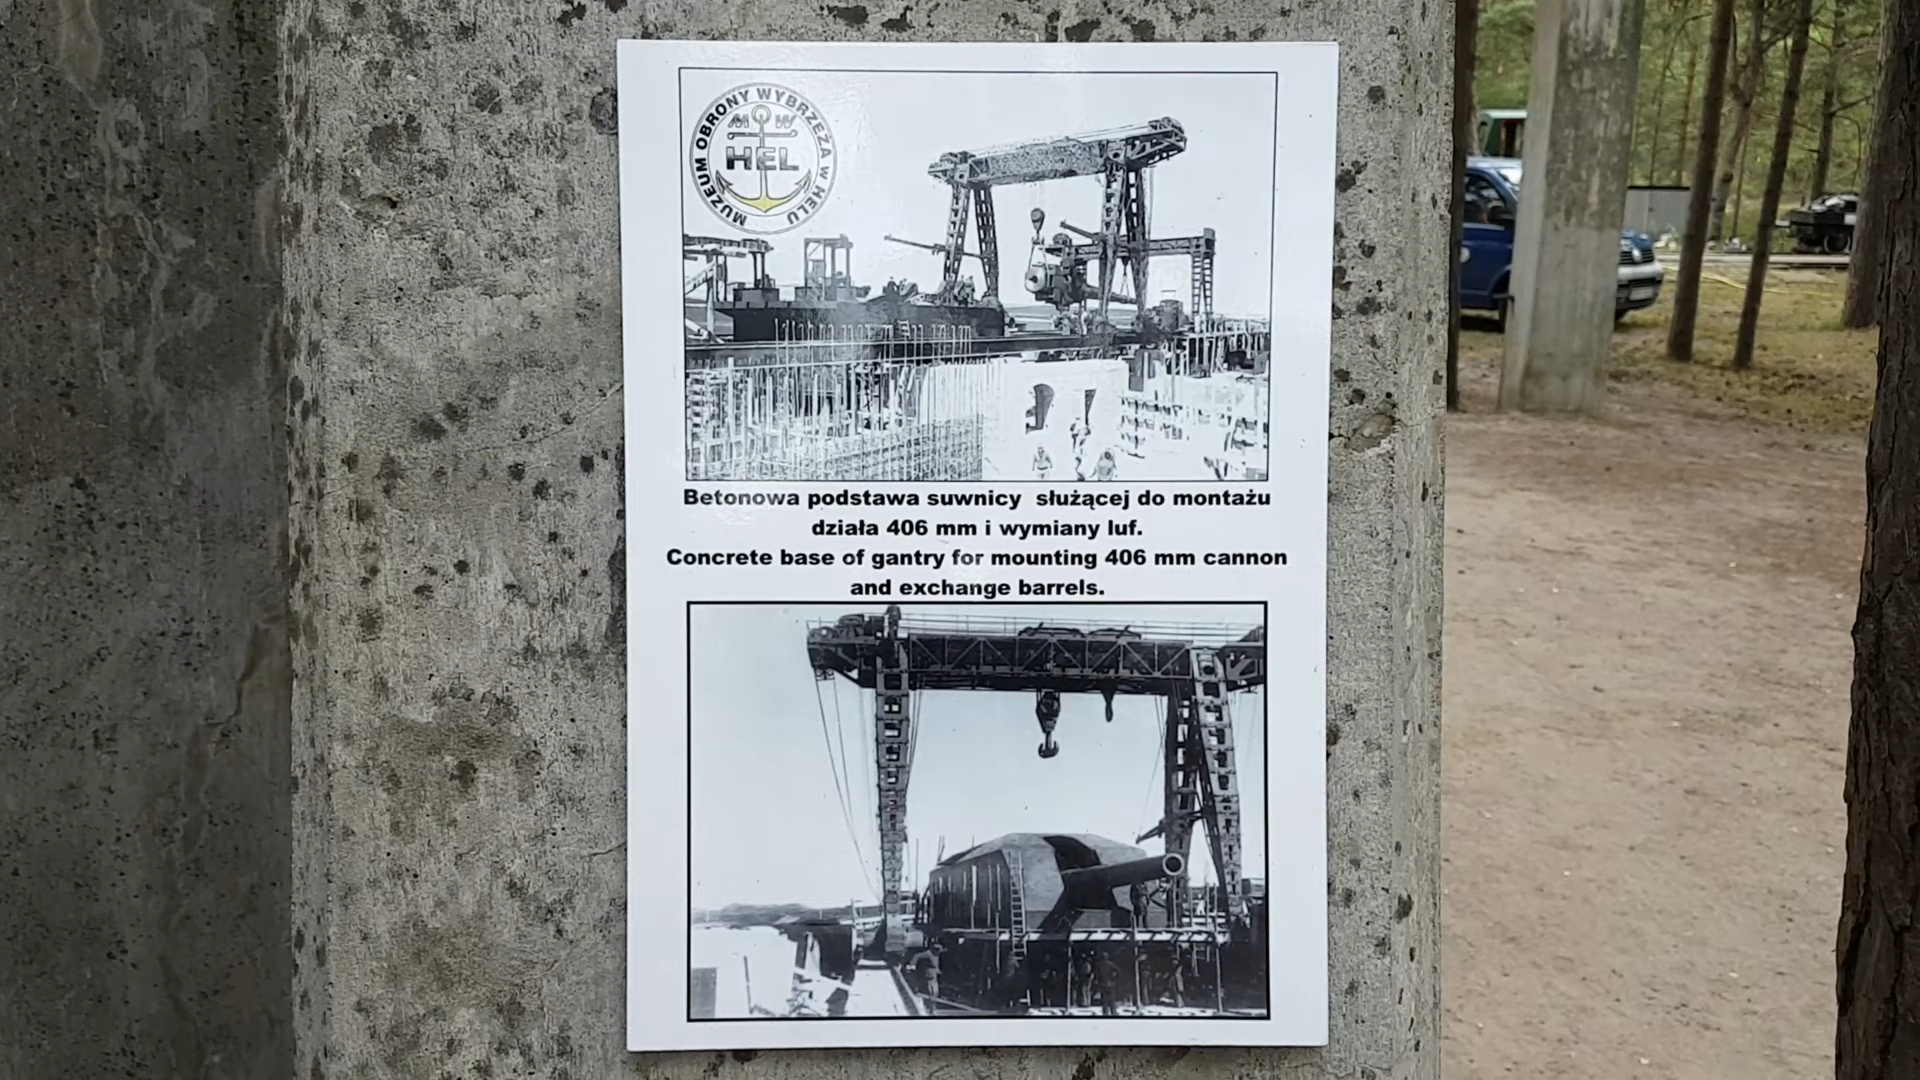 MUZEUM OBRONY WYBRZEŻA W HELU
M W
HEL
Betonowa podstawa suwnicy służącej do montażu
działa 406 mm i wymiany luf.
Concrete base of gantry for mounting 406 mm cannon
and exchange barrels.